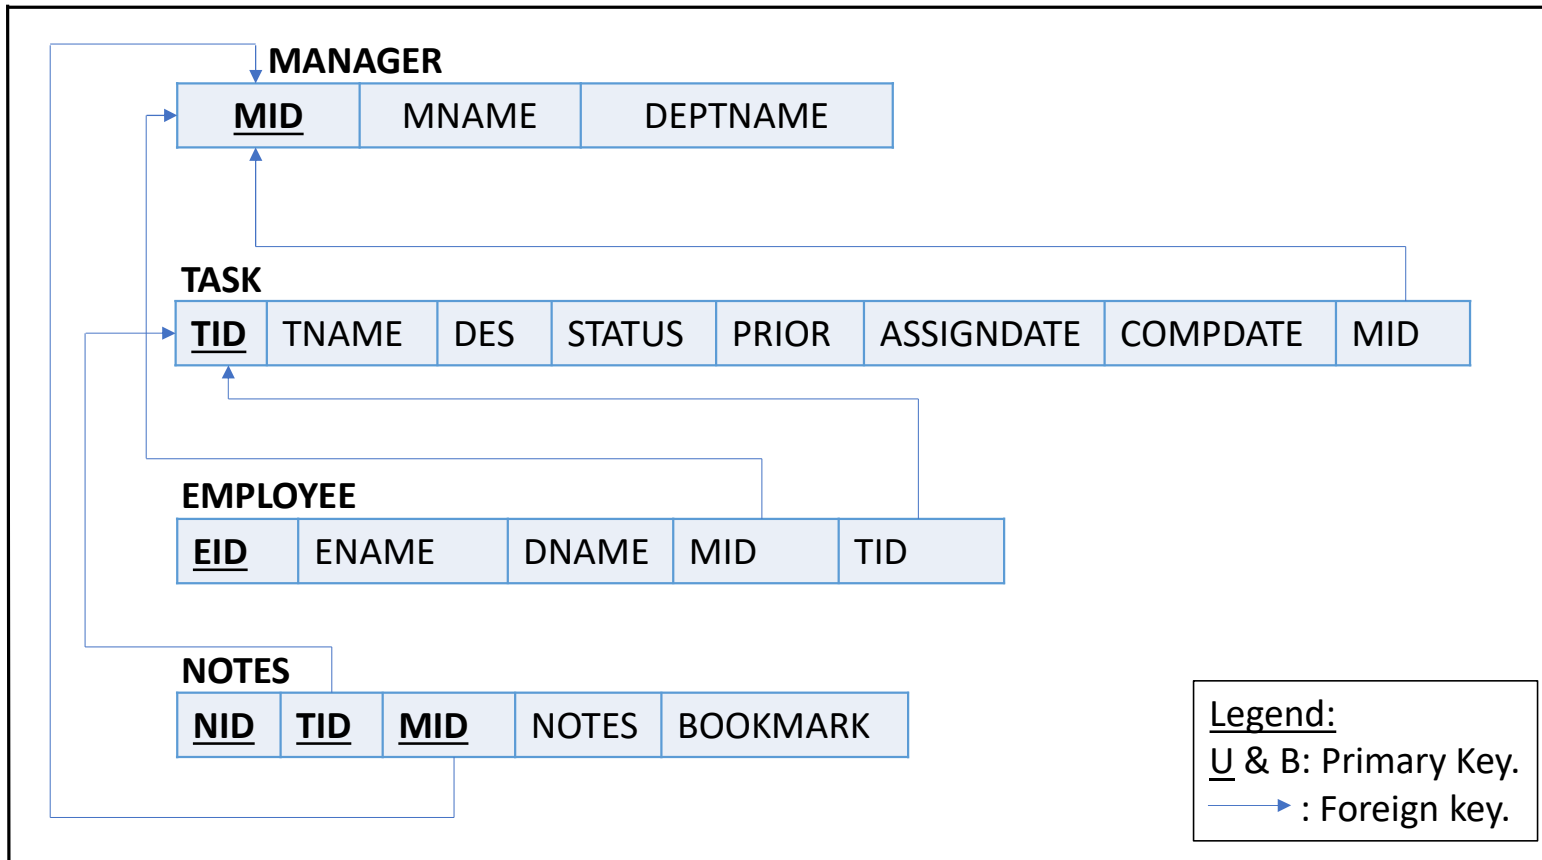 MANAGER
MID MNAME DEPTNAME
TASK
TID TNAME DES STATUS PRIOR ASSIGNDATE COMPDATE MID
EMPLOYEE
EID ENAME DNAME MID TID
NOTES
NID TID MID NOTES BOOKMARK
Legend:
U & B: Primary Key.
: Foreign key.